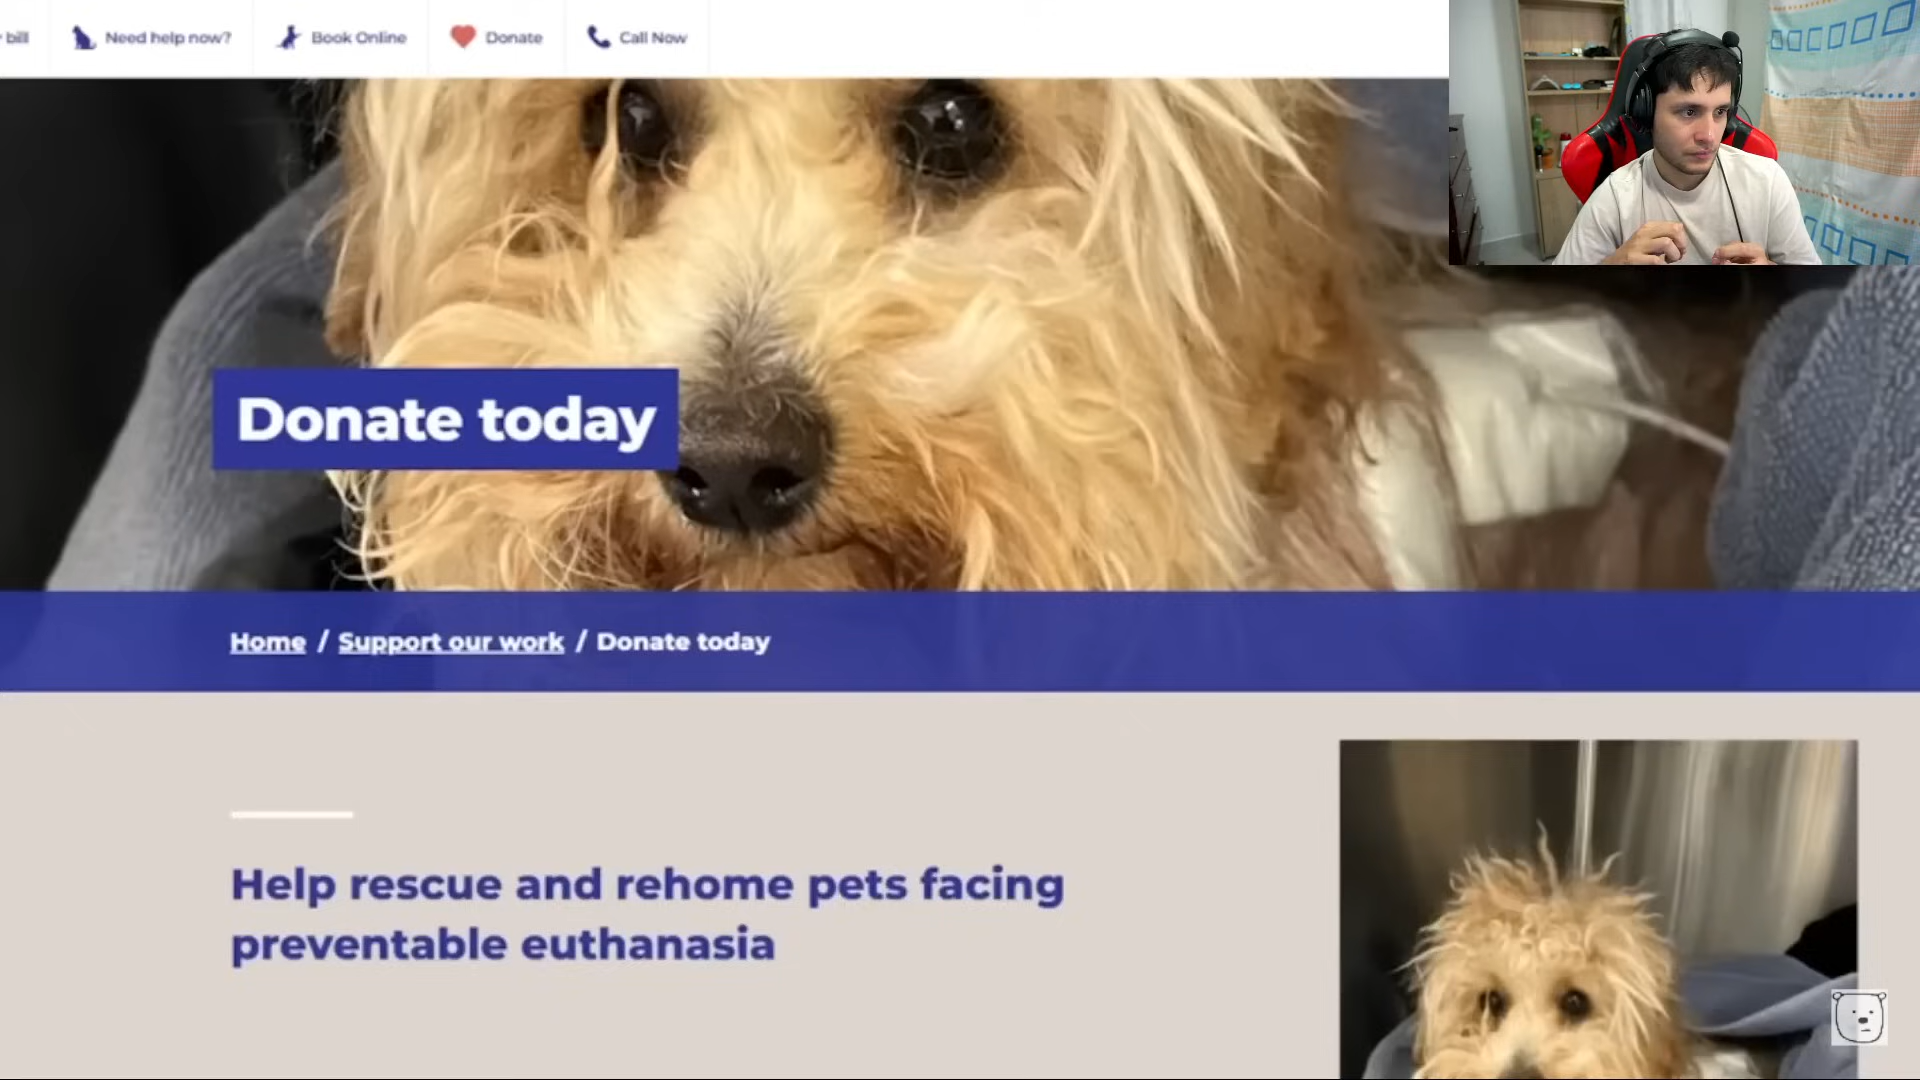 bill
Need help now?
Book Online
Donate
Call Now
Donate today
Home / Support our work / Donate today
Help rescue and rehome pets facing
preventable euthanasia